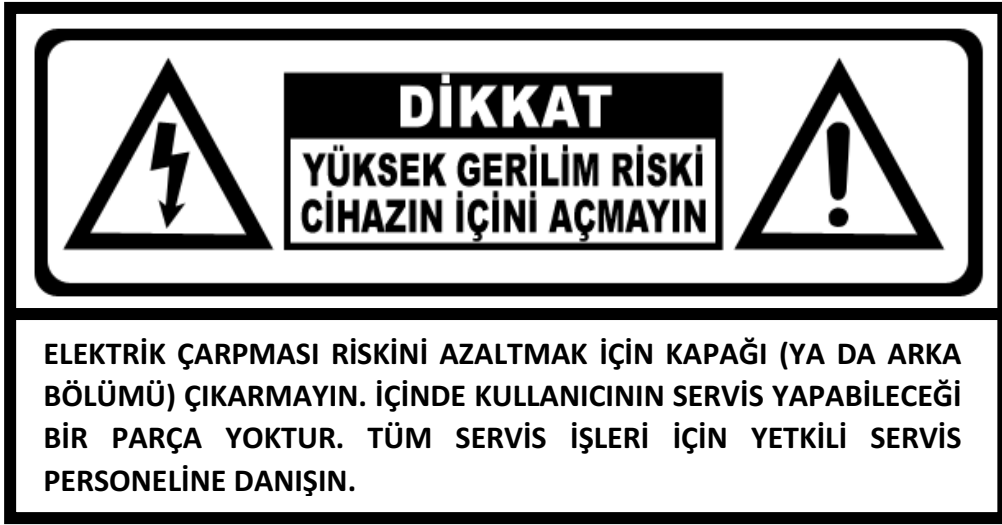 DİKKAT
YÜKSEK GERİLİM RİSKİ
CİHAZIN İÇİNİ AÇMAYIN
ELEKTRİK ÇARPMASI RİSKİNİ AZALTMAK İÇİN KAPAĞI (YA DA ARKA
BÖLÜMÜ) ÇIKARMAYIN. İÇİNDE KULLANICININ SERVİS YAPABİLECEĞİ
BİR PARÇA YOKTUR. TÜM SERVİS İŞLERİ İÇİN YETKİLİ SERVİS
PERSONELİNE DANIŞIN.